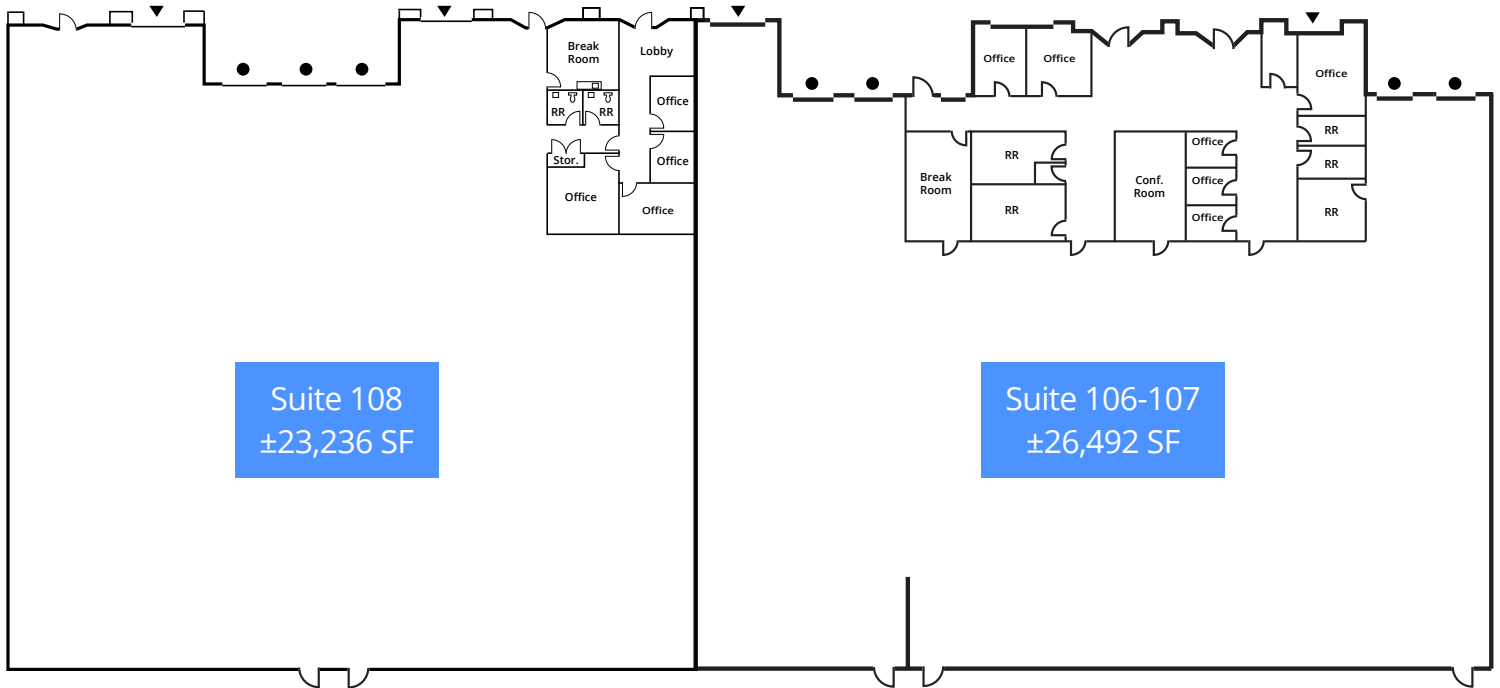 Break
Room
Lobby
Office
RR
RR
Office
Stor.
Office
Office
Office
Office
Office
Office
RR
RR
RR
Break
Room
RR
RR
Conf.
Room
Office
Office
Office
Suite 108
±23,236 SF
Suite 106-107
±26,492 SF